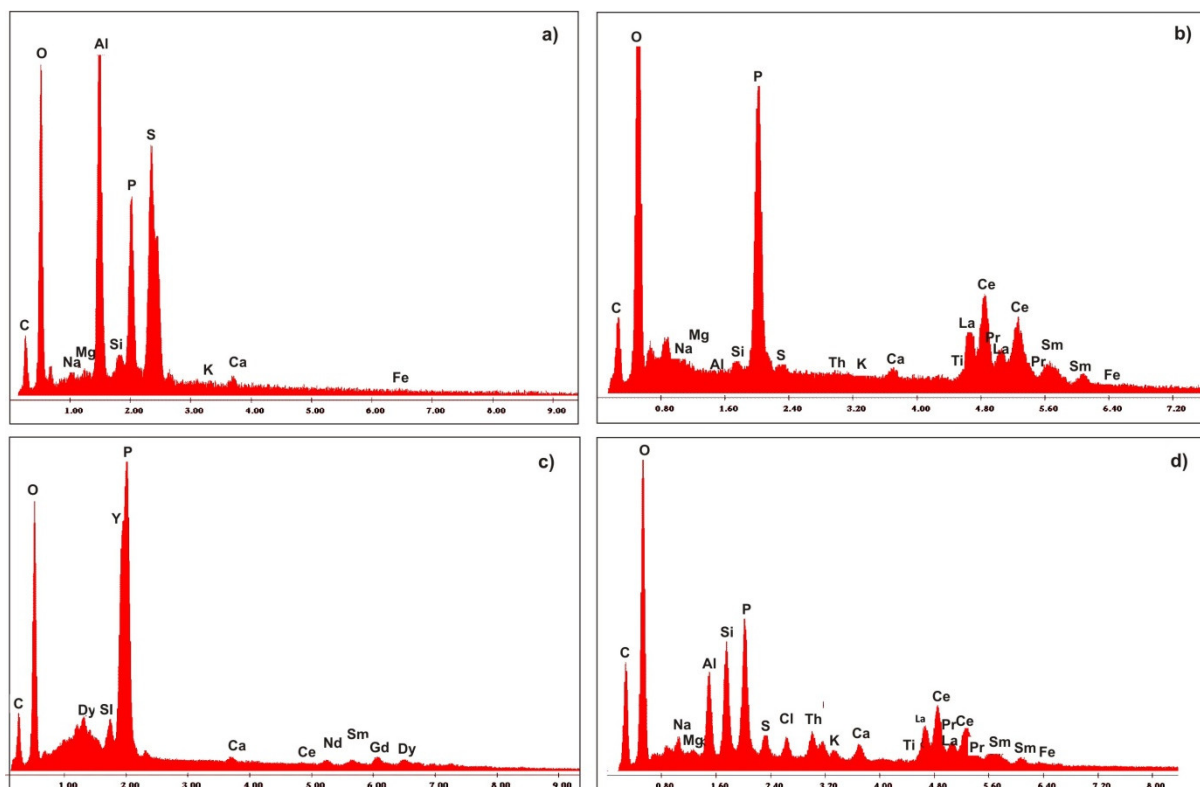 a)
O
Al
S
P
C
Na
Mg
Si
K
Ca
Fe
1.00 2.00 3.00 4.00 5.00 6.00 7.00 8.00 9.00
b)
O
P
C
Na
Mg
Al
Si
S
Th
K
Ca
Ti
La
Ce
Pr
La
Ce
Pr
Sm
Sm
Fe
0.80 1.60 2.40 3.20 4.00 4.80 5.60 6.40 7.20
c)
P
O
Y
C
Dy
SI
Ca
Ce
Nd
Sm
Gd
Dy
1.00 2.00 3.00 4.00 5.00 6.00 7.00 8.00 9.00
d)
O
C
Na
Mg
Al
Si
P
S
Cl
Th
K
Ca
Ti
La
Ce
Pr
La
Ce
Pr
Sm
Sm
Fe
0.80 1.60 2.40 3.20 4.00 4.80 5.60 6.40 7.20 8.00